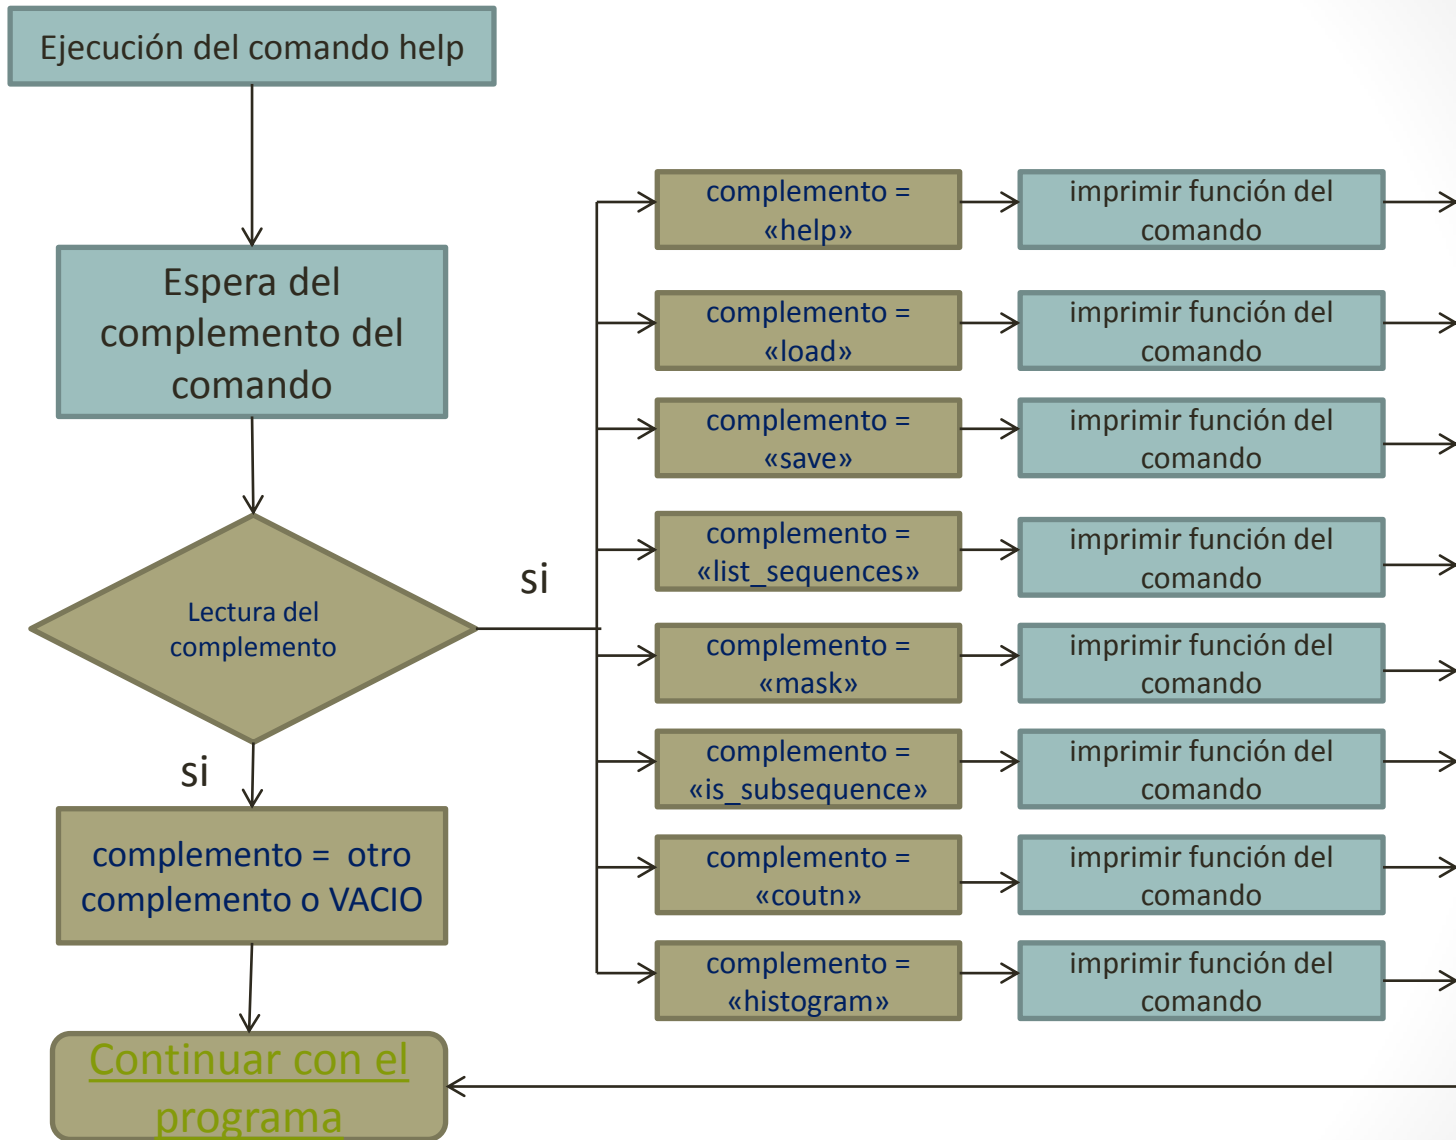 Ejecución del comando help
Espera del
complemento del
comando
Lectura del
complemento
si
si
complemento = otro
complemento o VACIO
Continuar con el
programa
complemento =
«help»
imprimir función del
comando
complemento =
«load»
imprimir función del
comando
complemento =
«save»
imprimir función del
comando
complemento =
«list_sequences»
imprimir función del
comando
complemento =
«mask»
imprimir función del
comando
complemento =
«is_subsequence»
imprimir función del
comando
complemento =
«coutn»
imprimir función del
comando
complemento =
«histogram»
imprimir función del
comando